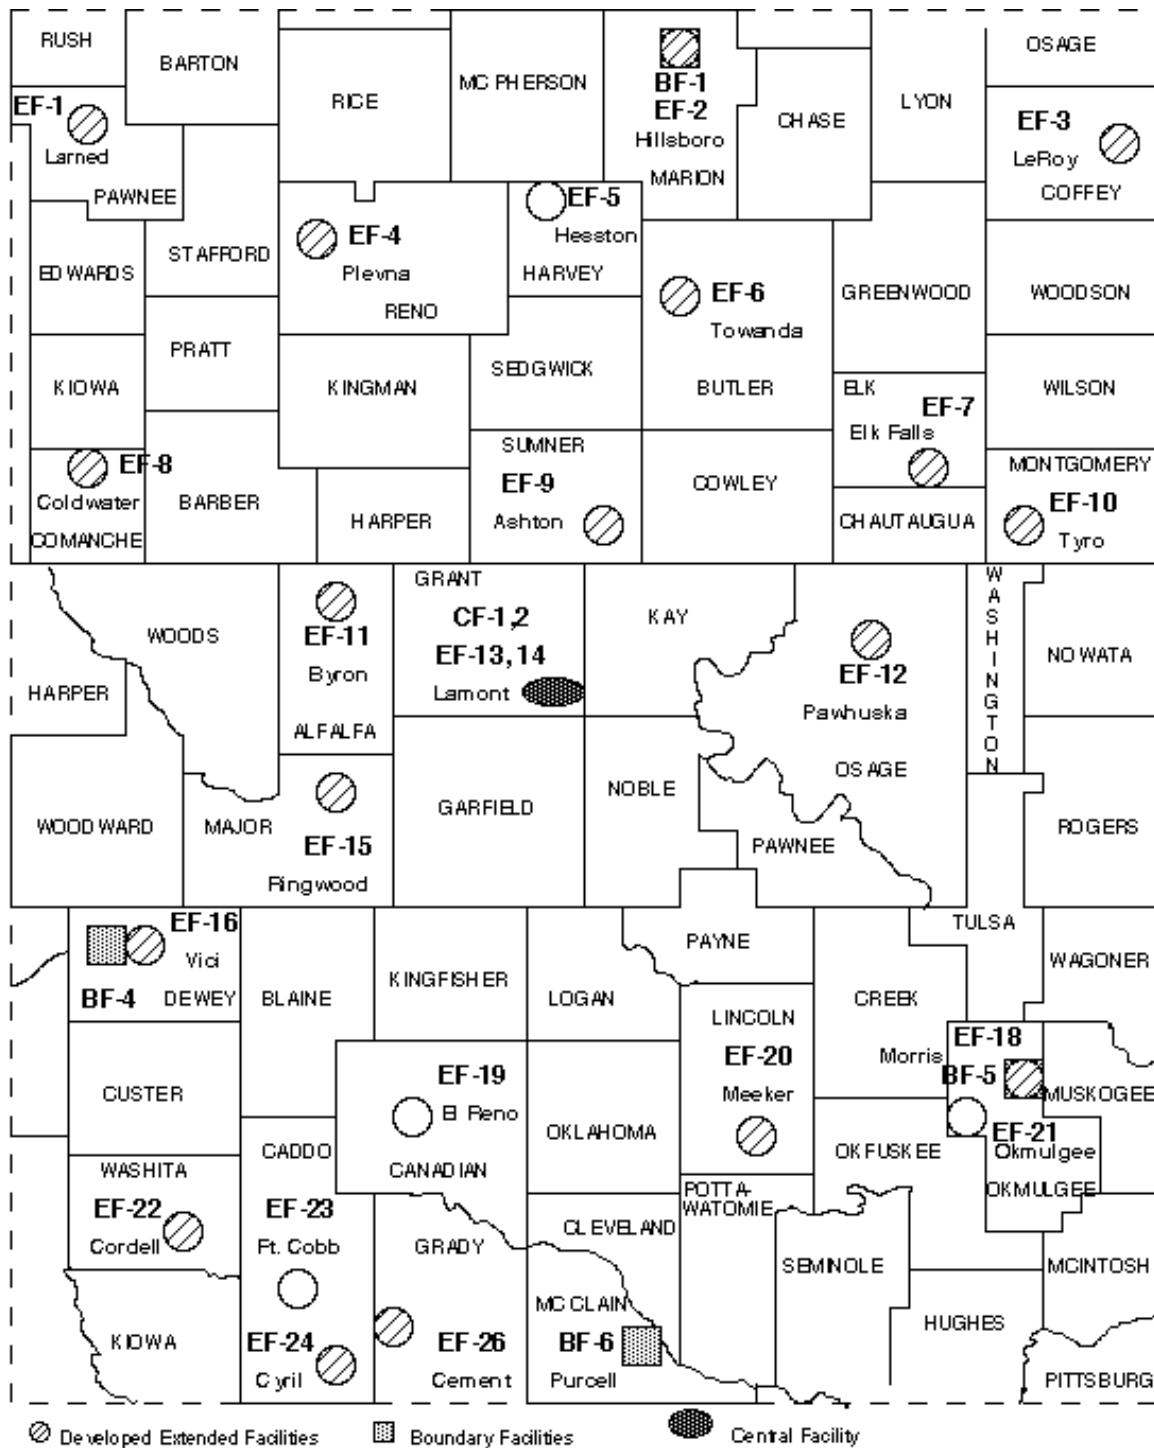 RUSH
BARTON
RICE
MC PHERSON
BF-1
EF-2
Hillsboro
MARION
CHASE
LYON
OSAGE
EF-1
Larned
PAWNEE
EF-3
LeRoy
COFFEY
EF-5
Hesston
HARVEY
EF-4
Plevna
RENO
STAFFORD
EDWARDS
EF-6
Towanda
BUTLER
GREENWOOD
WOODSON
PRATT
KIOWA
KINGMAN
SEDGWICK
ELK
EF-7
Elk Falls
WILSON
EF-8
Coldwater
COMANCHE
BARBER
HARPER
SUMNER
EF-9
Ashton
COWLEY
CHAUTAUGUA
MONTGOMERY
EF-10
Tyro
WOODS
HARPER
EF-11
Byron
ALFALFA
GRANT
CF-1,2
EF-13, 14
Lamont
KAY
EF-12
Pawhuska
OSAGE
WASHINGTON
NOWATA
WOODWARD
MAJOR
EF-15
Ringwood
GARFIELD
NOBLE
PAWNEE
ROGERS
EF-16
Vici
BF-4
DEWEY
BLAINE
KINGFISHER
LOGAN
PAYNE
TULSA
WAGONER
CREEK
LINCOLN
EF-20
Meeker
EF-18
Morris
BF-5
MUSKOGEE
EF-21
Okmulgee
OKMULGEE
CUSTER
EF-19
El Reno
CANADIAN
CADDO
OKLAHOMA
OKFUSKEE
WASHITA
EF-22
Cordell
EF-23
Ft. Cobb
GRADY
CLEVELAND
POTTA-
WATOMIE
SEMINOLE
MCINTOSH
KIOWA
EF-24
Cyril
EF-26
Cement
MC CLAIN
BF-6
Purcell
HUGHES
PITTSBURG
Developed Extended Facilities
Boundary Facilities
Central Facility